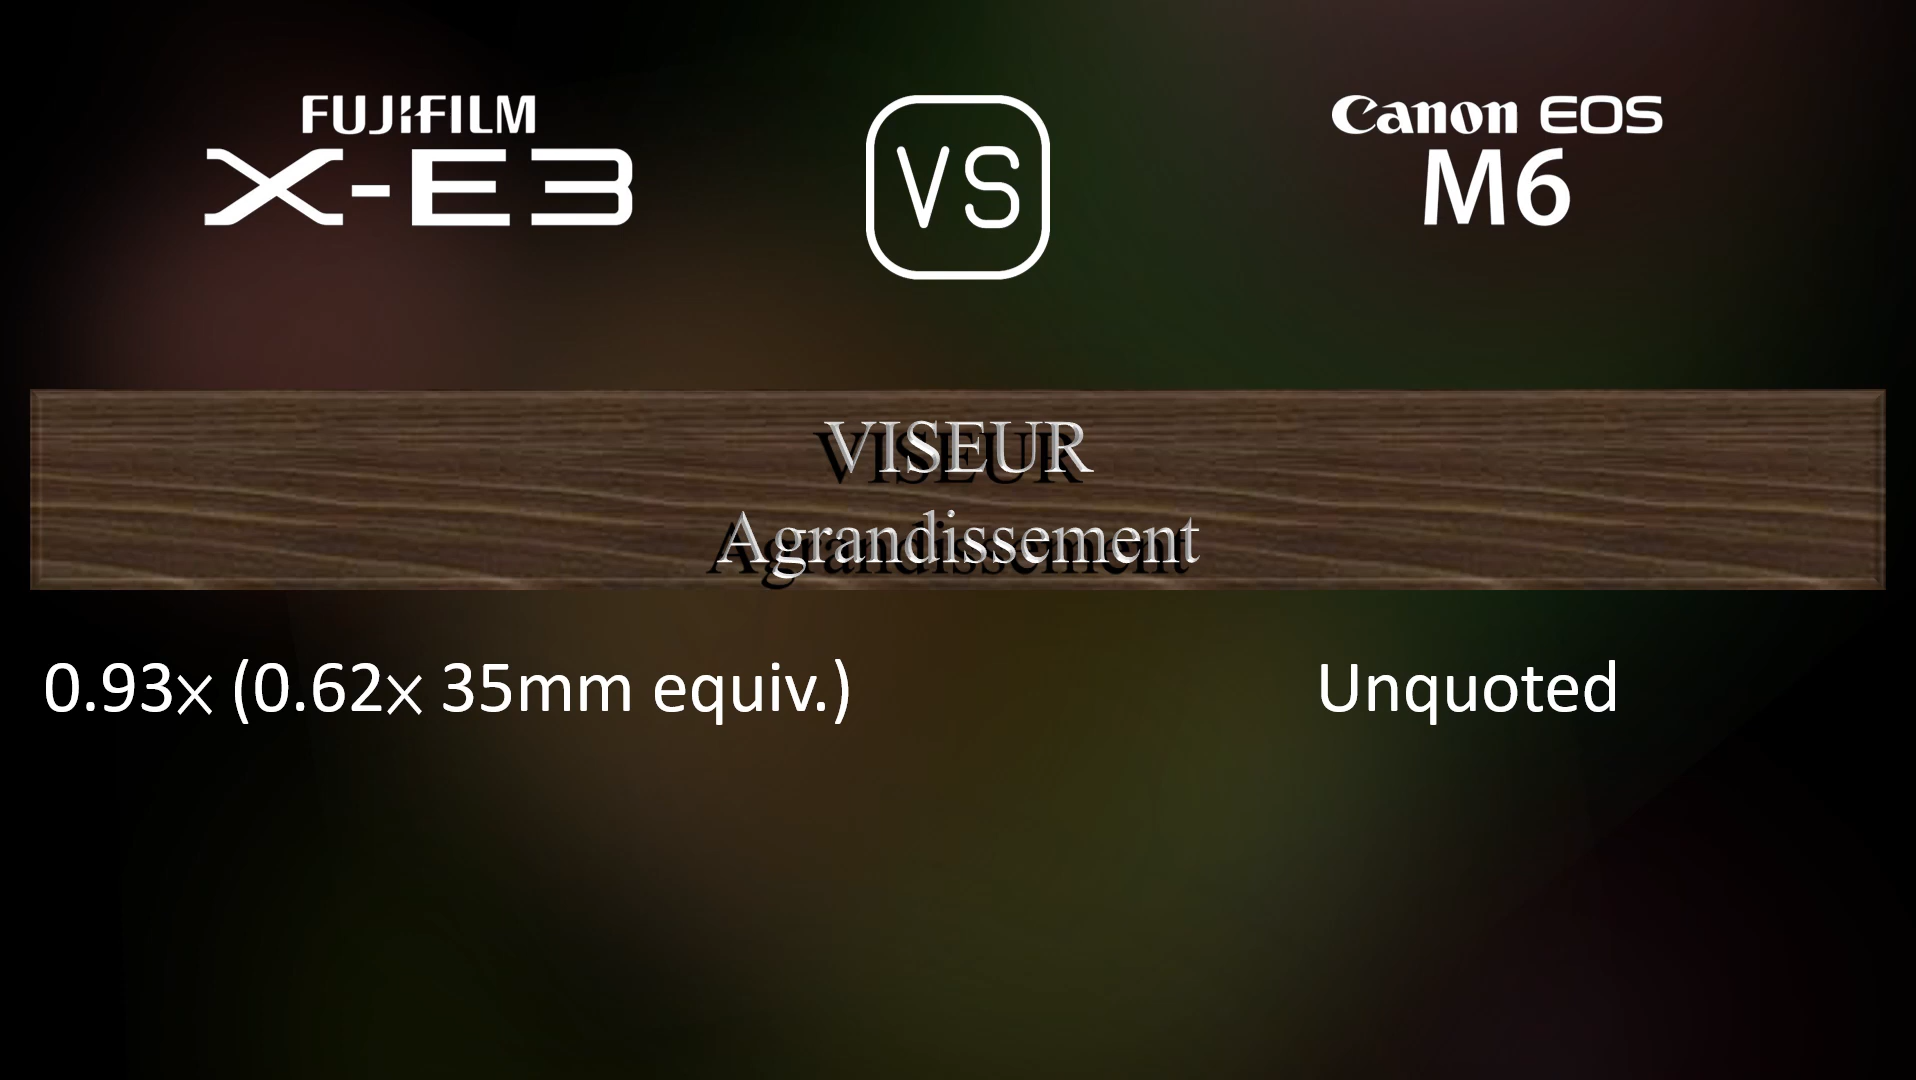 FUJIFILM
X-E3
VS
Canon EOS
M6
VISEUR
Agrandissement
0.93x (0.62x 35mm equiv.)
Unquoted